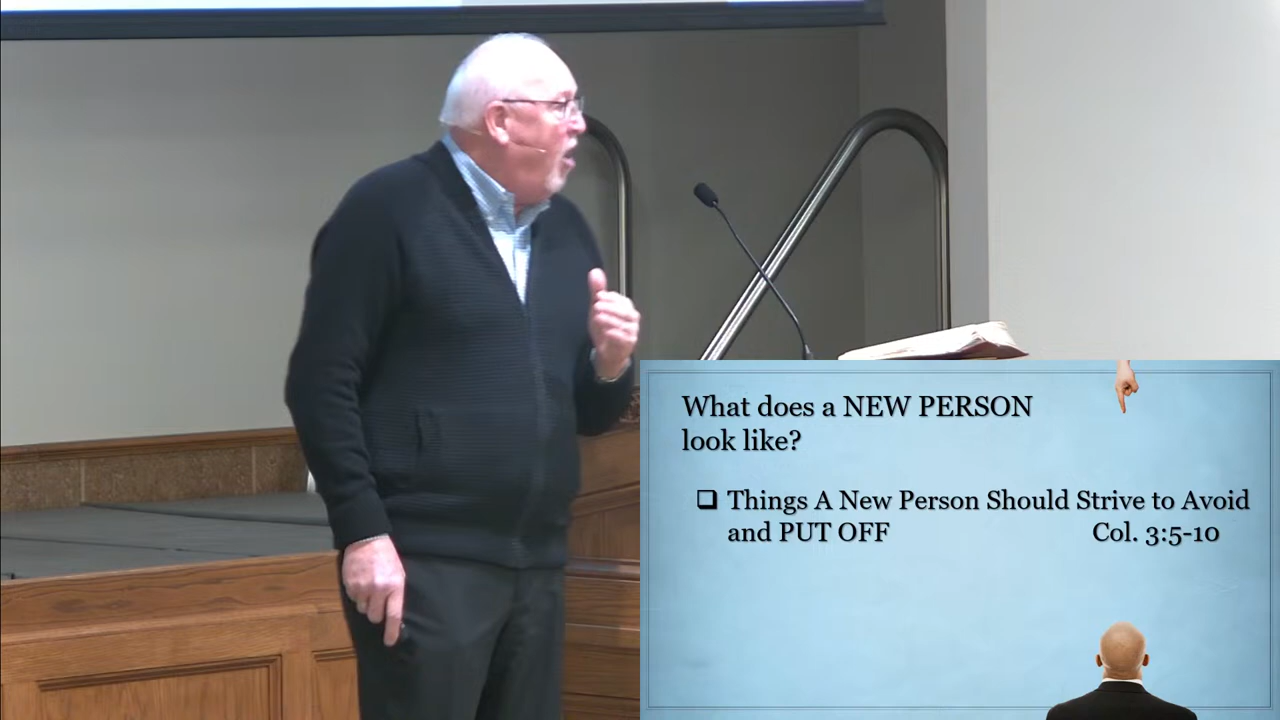 What does a NEW PERSON
look like?
❑ Things A New Person Should Strive to Avoid
and PUT OFF Col. 3:5-10